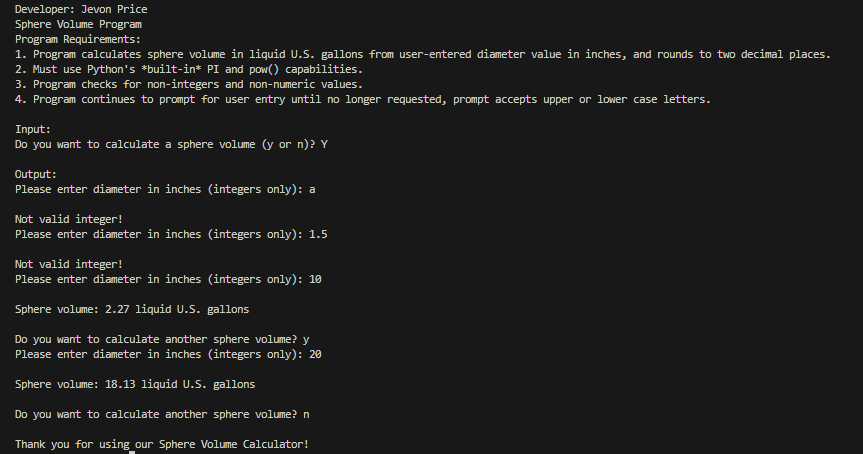 Developer: Jevon Price
Sphere Volume Program
Program Requirements:
1. Program calculates sphere volume in liquid U.S. gallons from user-entered diameter value in inches, and rounds to two decimal places.
2. Must use Python's *built-in* PI and pow() capabilities.
3. Program checks for non-integers and non-numeric values.
4. Program continues to prompt for user entry until no longer requested, prompt accepts upper or lower case letters.
Input:
Do you want to calculate a sphere volume (y or n)? Y
Output:
Please enter diameter in inches (integers only): a
Not valid integer!
Please enter diameter in inches (integers only): 1.5
Not valid integer!
Please enter diameter in inches (integers only): 10
Sphere volume: 2.27 liquid U.S. gallons
Do you want to calculate another sphere volume? y
Please enter diameter in inches (integers only): 20
Sphere volume: 18.13 liquid U.S. gallons
Do you want to calculate another sphere volume? n
Thank you for using our Sphere Volume Calculator!